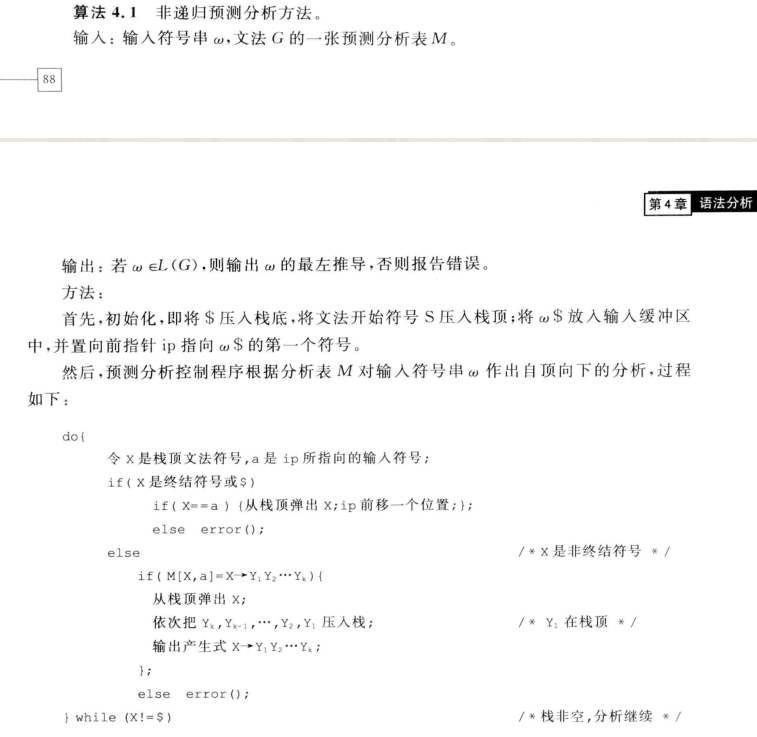 算法 4.1 非递归预测分析方法。
输入：输入符号串 ω,文法 G 的一张预测分析表 M。
88
第4章 语法分析
输出：若 ω∈L(G),则输出 ω 的最左推导,否则报告错误。
方法：
首先,初始化,即将 $ 压入栈底,将文法开始符号 S 压入栈顶;将 ω$ 放入输入缓冲区
中,并置向前指针 ip 指向 ω$ 的第一个符号。
然后,预测分析控制程序根据分析表 M 对输入符号串 ω 作出自顶向下的分析,过程
如下：
do{
令 X 是栈顶文法符号,a 是 ip 所指向的输入符号;
if( X 是终结符号或$)
if( X==a ) {从栈顶弹出 X;ip 前移一个位置;};
else error();
else /* X 是非终结符号 */
if( M[X,a]=X→Y₁Y₂…Yₖ){
从栈顶弹出 X;
依次把 Yₖ,Yₖ₋₁,…,Y₂,Y₁ 压入栈; /* Y₁ 在栈顶 */
输出产生式 X→Y₁Y₂…Yₖ;
};
else error();
} while (X!=$) /* 栈非空,分析继续 */